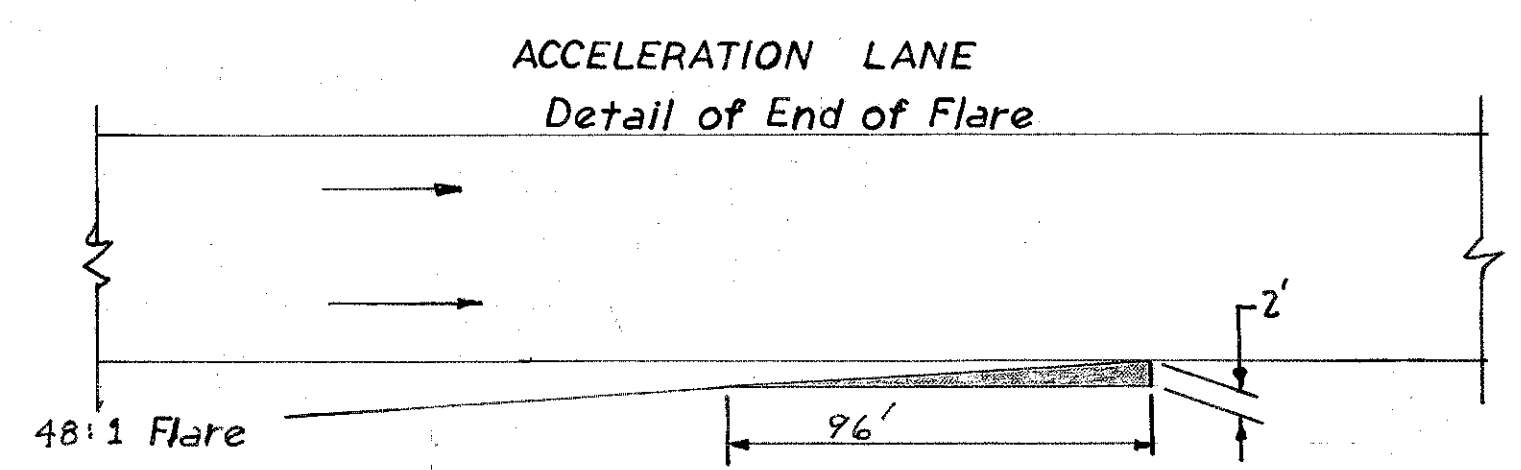 ACCELERATION LANE
Detail of End of Flare
2'
48:1 Flare
96'